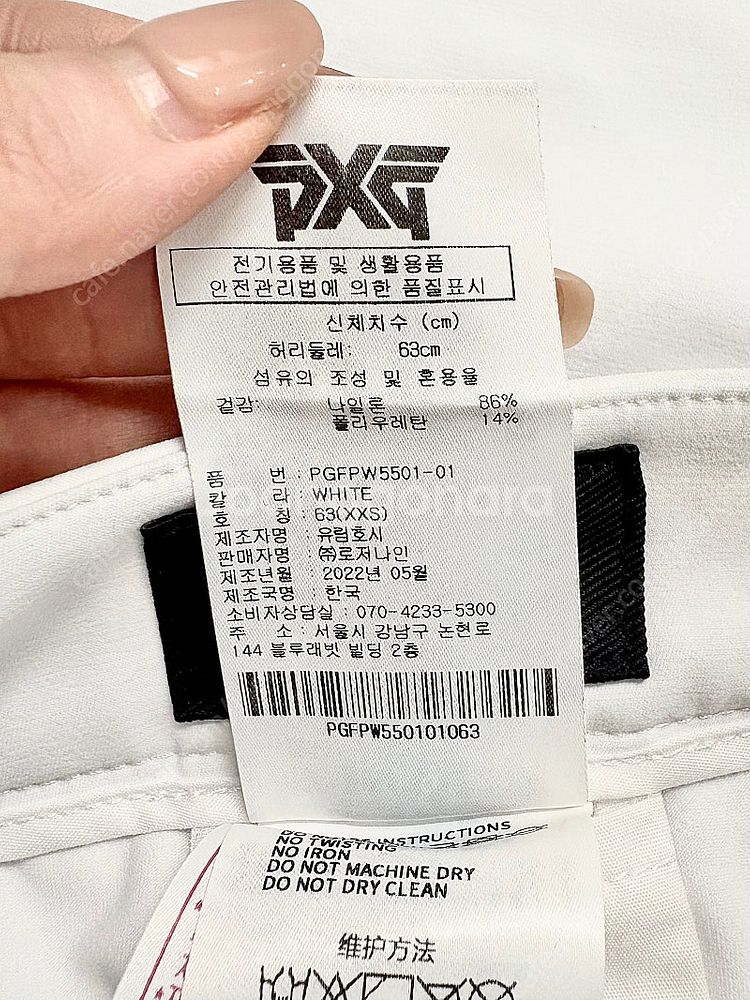 PXG
전기용품 및 생활용품
안전관리법에 의한 품질표시
신체치수 (cm)
허리둘레: 63cm
섬유의 조성 및 혼용율
겉감: 나일론 86%
폴리우레탄 14%
품 번 : PGFPW5501-01
칼 라 : WHITE
호 칭 : 63(XXS)
제조자명 : 유럼호시
판매자명 : ㈜로저나인
제조년월 : 2022년 05월
제조국명 : 한국
소비자상담실 : 070-4233-5300
주 소 : 서울시 강남구 논현로
144 블루래빗 빌딩 2층
PGFPW550101063
INSTRUCTIONS
NO TWISTING
NO IRON
DO NOT MACHINE DRY
DO NOT DRY CLEAN
维护方法